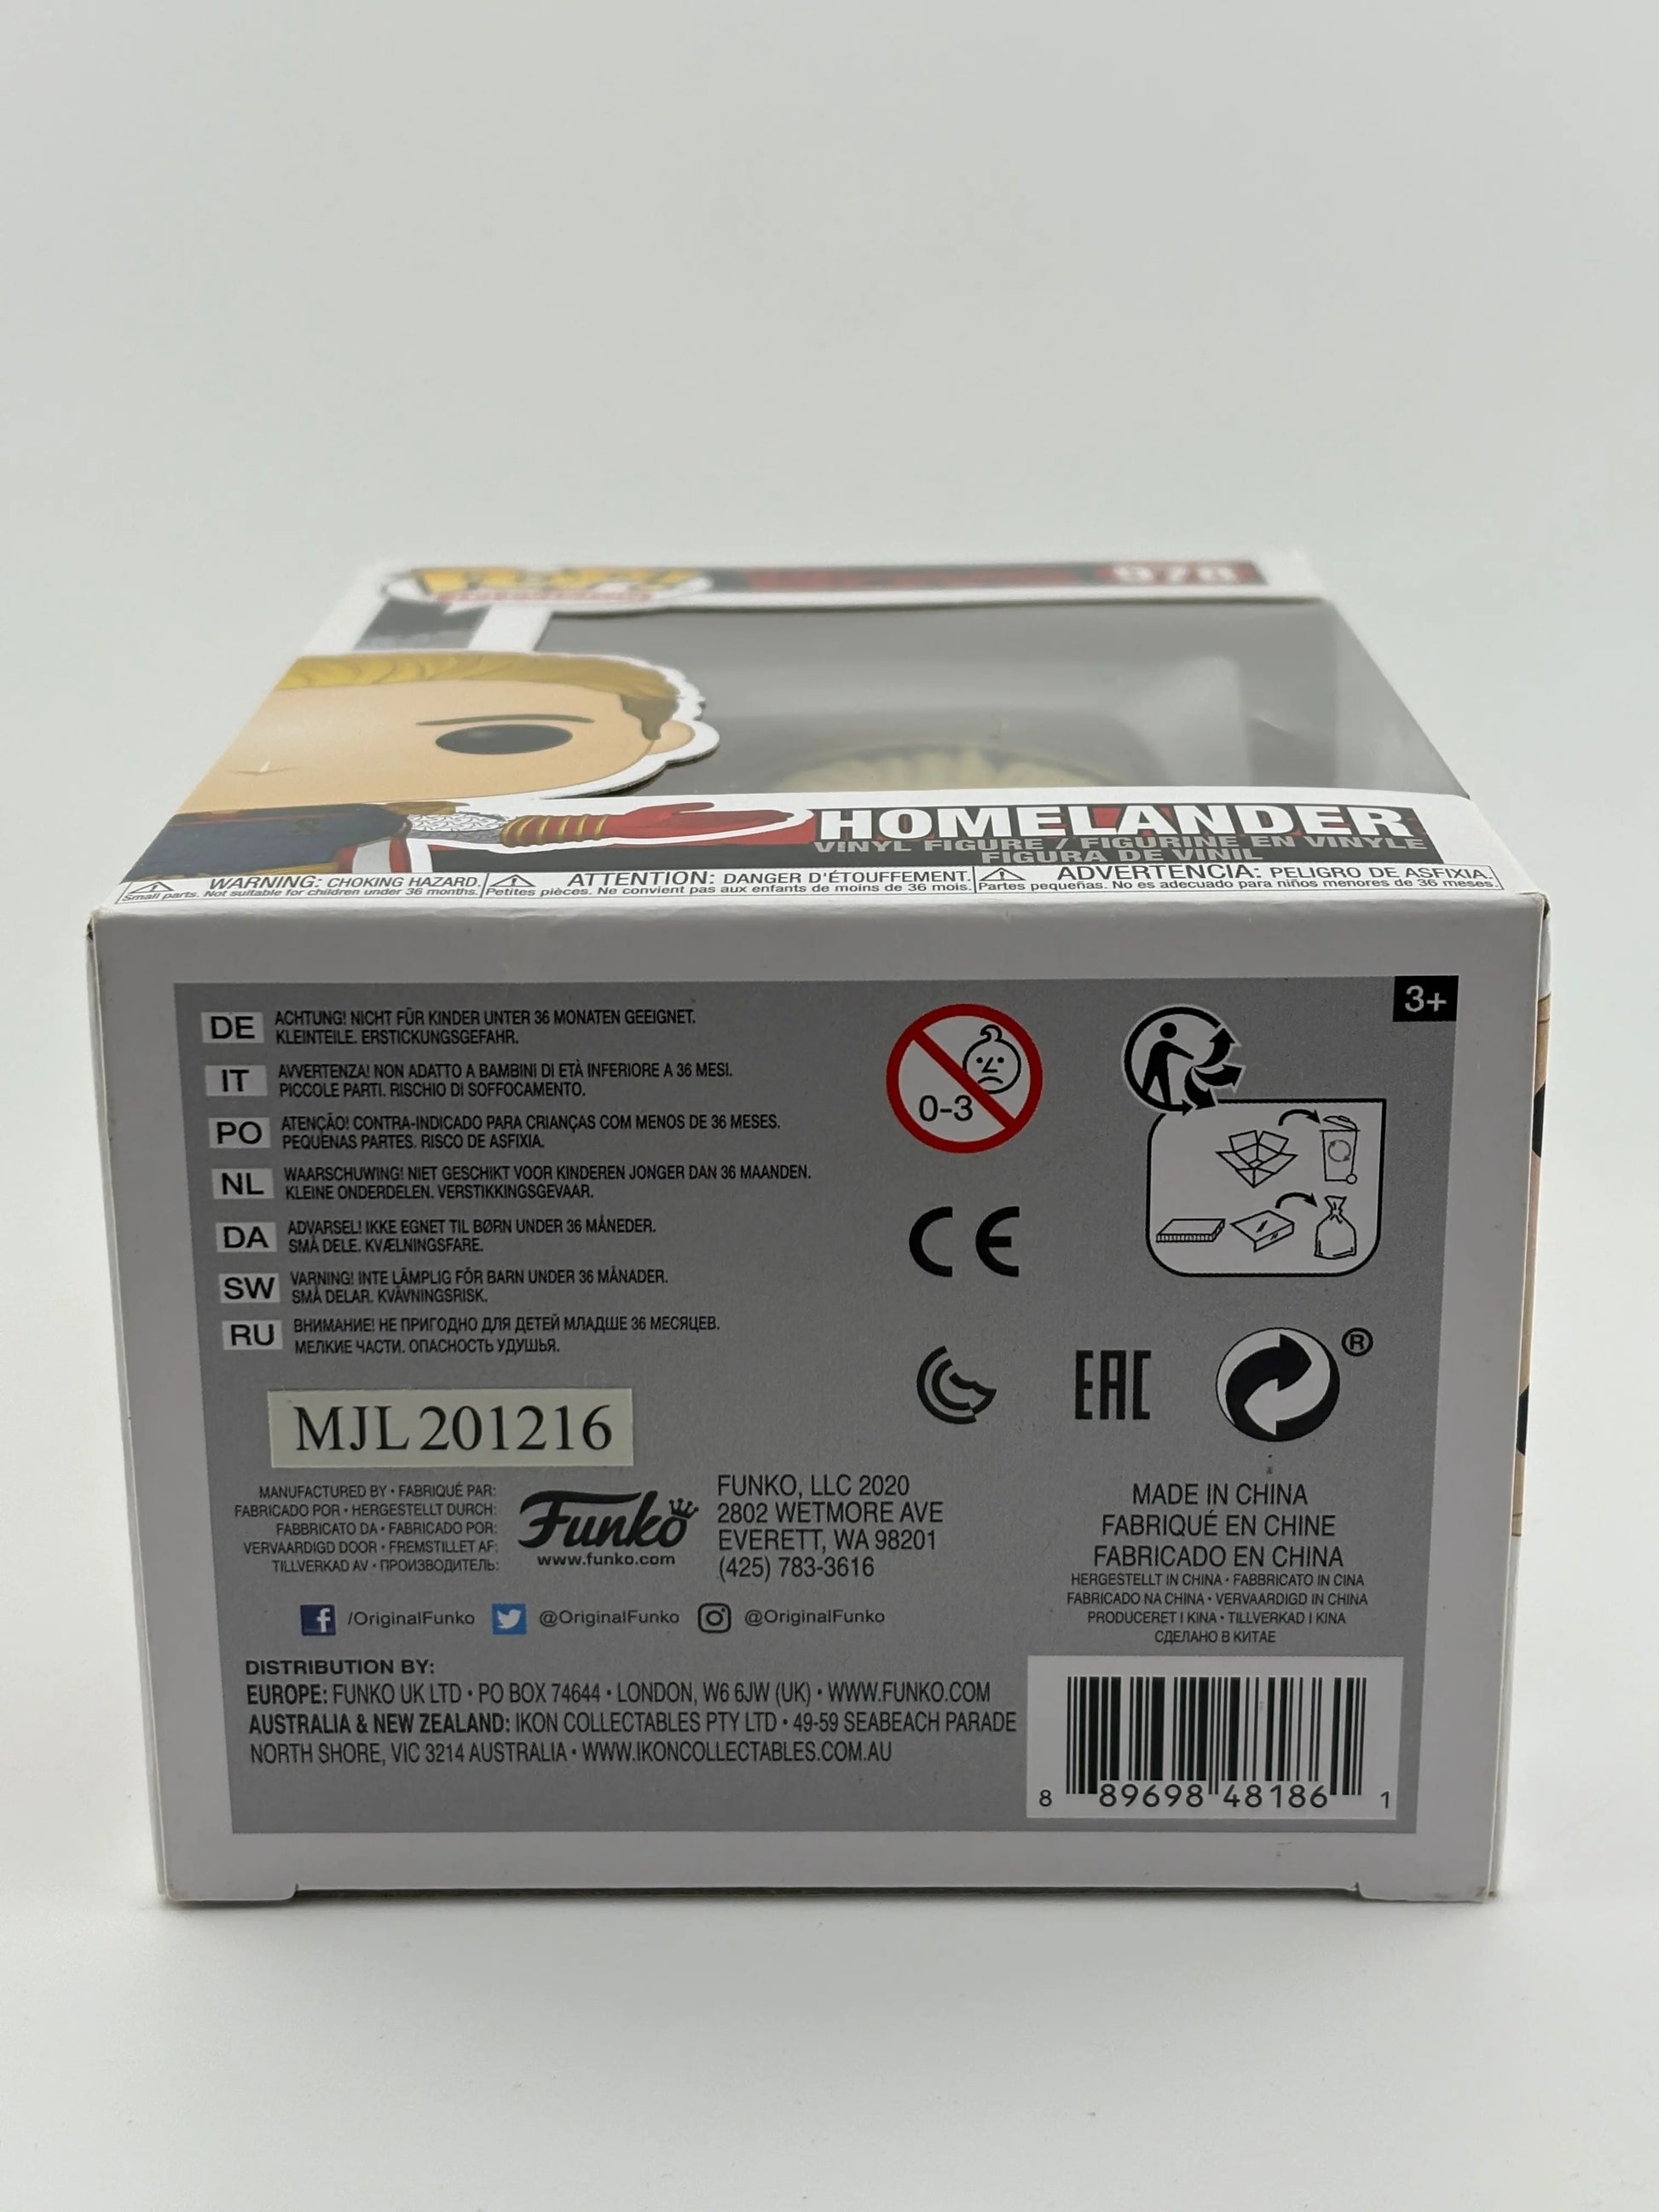 POP!
978
HOMELANDER
VINYL FIGURE / FIGURINE EN VINYLE
FIGURA DE VINIL
WARNING: CHOKING HAZARD.
Small parts. Not suitable for children under 36 months.
ATTENTION: DANGER D'ÉTOUFFEMENT.
Petites pièces. Ne convient pas aux enfants de moins de 36 mois.
ADVERTENCIA: PELIGRO DE ASFIXIA.
Partes pequeñas. No es adecuado para niños menores de 36 meses.
3+
DE ACHTUNG! NICHT FÜR KINDER UNTER 36 MONATEN GEEIGNET.
KLEINTEILE. ERSTICKUNGSGEFAHR.
IT AVVERTENZA! NON ADATTO A BAMBINI DI ETÀ INFERIORE A 36 MESI.
PICCOLE PARTI. RISCHIO DI SOFFOCAMENTO.
PO ATENÇÃO! CONTRA-INDICADO PARA CRIANÇAS COM MENOS DE 36 MESES.
PEQUENAS PARTES. RISCO DE ASFIXIA.
NL WAARSCHUWING! NIET GESCHIKT VOOR KINDEREN JONGER DAN 36 MAANDEN.
KLEINE ONDERDELEN. VERSTIKKINGSGEVAAR.
DA ADVARSEL! IKKE EGNET TIL BØRN UNDER 36 MÅNEDER.
SMÅ DELE. KVÆLNINGSFARE.
SW VARNING! INTE LÄMPLIG FÖR BARN UNDER 36 MÅNADER.
SMÅ DELAR. KVÄVNINGSRISK.
RU ВНИМАНИЕ! НЕ ПРИГОДНО ДЛЯ ДЕТЕЙ МЛАДШЕ 36 МЕСЯЦЕВ.
МЕЛКИЕ ЧАСТИ. ОПАСНОСТЬ УДУШЬЯ.
0-3
CE
EAC
®
MJL 201216
MANUFACTURED BY • FABRIQUÉ PAR:
FABRICADO POR • HERGESTELLT DURCH:
FABBRICATO DA • FABRICADO POR:
VERVAARDIGD DOOR • FREMSTILLET AF:
TILLVERKAD AV • ПРОИЗВОДИТЕЛЬ:
Funko
www.funko.com
FUNKO, LLC 2020
2802 WETMORE AVE
EVERETT, WA 98201
(425) 783-3616
MADE IN CHINA
FABRIQUÉ EN CHINE
FABRICADO EN CHINA
HERGESTELLT IN CHINA • FABBRICATO IN CINA
FABRICADO NA CHINA • VERVAARDIGD IN CHINA
PRODUCERET I KINA • TILLVERKAD I KINA
СДЕЛАНО В КИТАЕ
/OriginalFunko @OriginalFunko @OriginalFunko
DISTRIBUTION BY:
EUROPE: FUNKO UK LTD • PO BOX 74644 • LONDON, W6 6JW (UK) • WWW.FUNKO.COM
AUSTRALIA & NEW ZEALAND: IKON COLLECTABLES PTY LTD • 49-59 SEABEACH PARADE
NORTH SHORE, VIC 3214 AUSTRALIA • WWW.IKONCOLLECTABLES.COM.AU
8 89698 48186 1